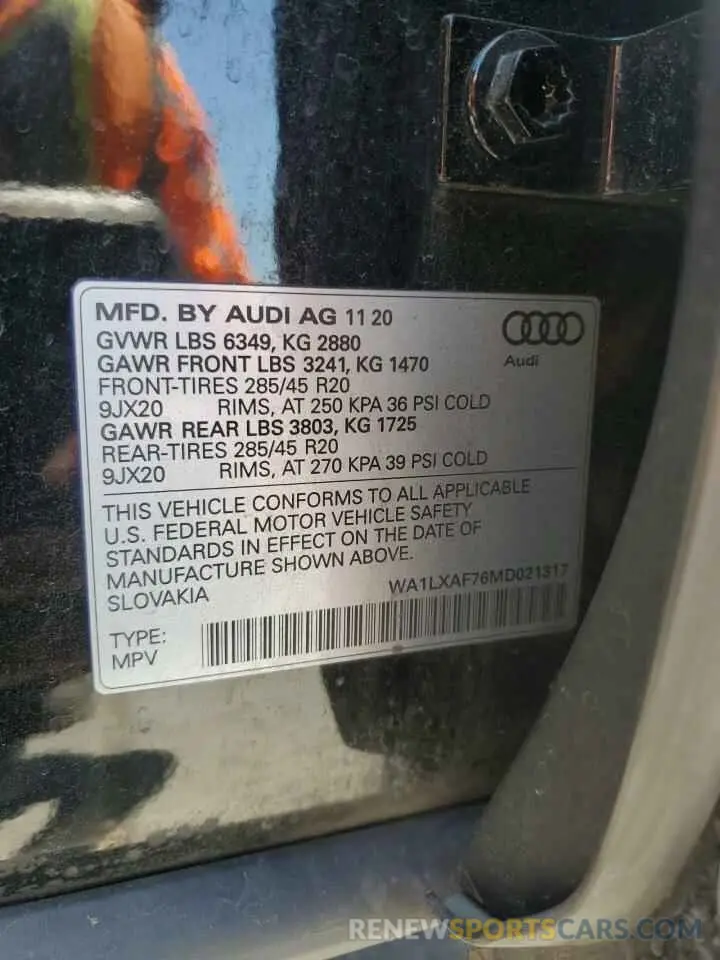 MFD. BY AUDI AG 11 20
GVWR LBS 6349, KG 2880
GAWR FRONT LBS 3241, KG 1470
FRONT-TIRES 285/45 R20
9JX20 RIMS, AT 250 KPA 36 PSI COLD
GAWR REAR LBS 3803, KG 1725
REAR-TIRES 285/45 R20
9JX20 RIMS, AT 270 KPA 39 PSI COLD
Audi
THIS VEHICLE CONFORMS TO ALL APPLICABLE
U.S. FEDERAL MOTOR VEHICLE SAFETY
STANDARDS IN EFFECT ON THE DATE OF
MANUFACTURE SHOWN ABOVE.
SLOVAKIA WA1LXAF76MD021317
TYPE:
MPV
RENEWSPORTSCARS.COM